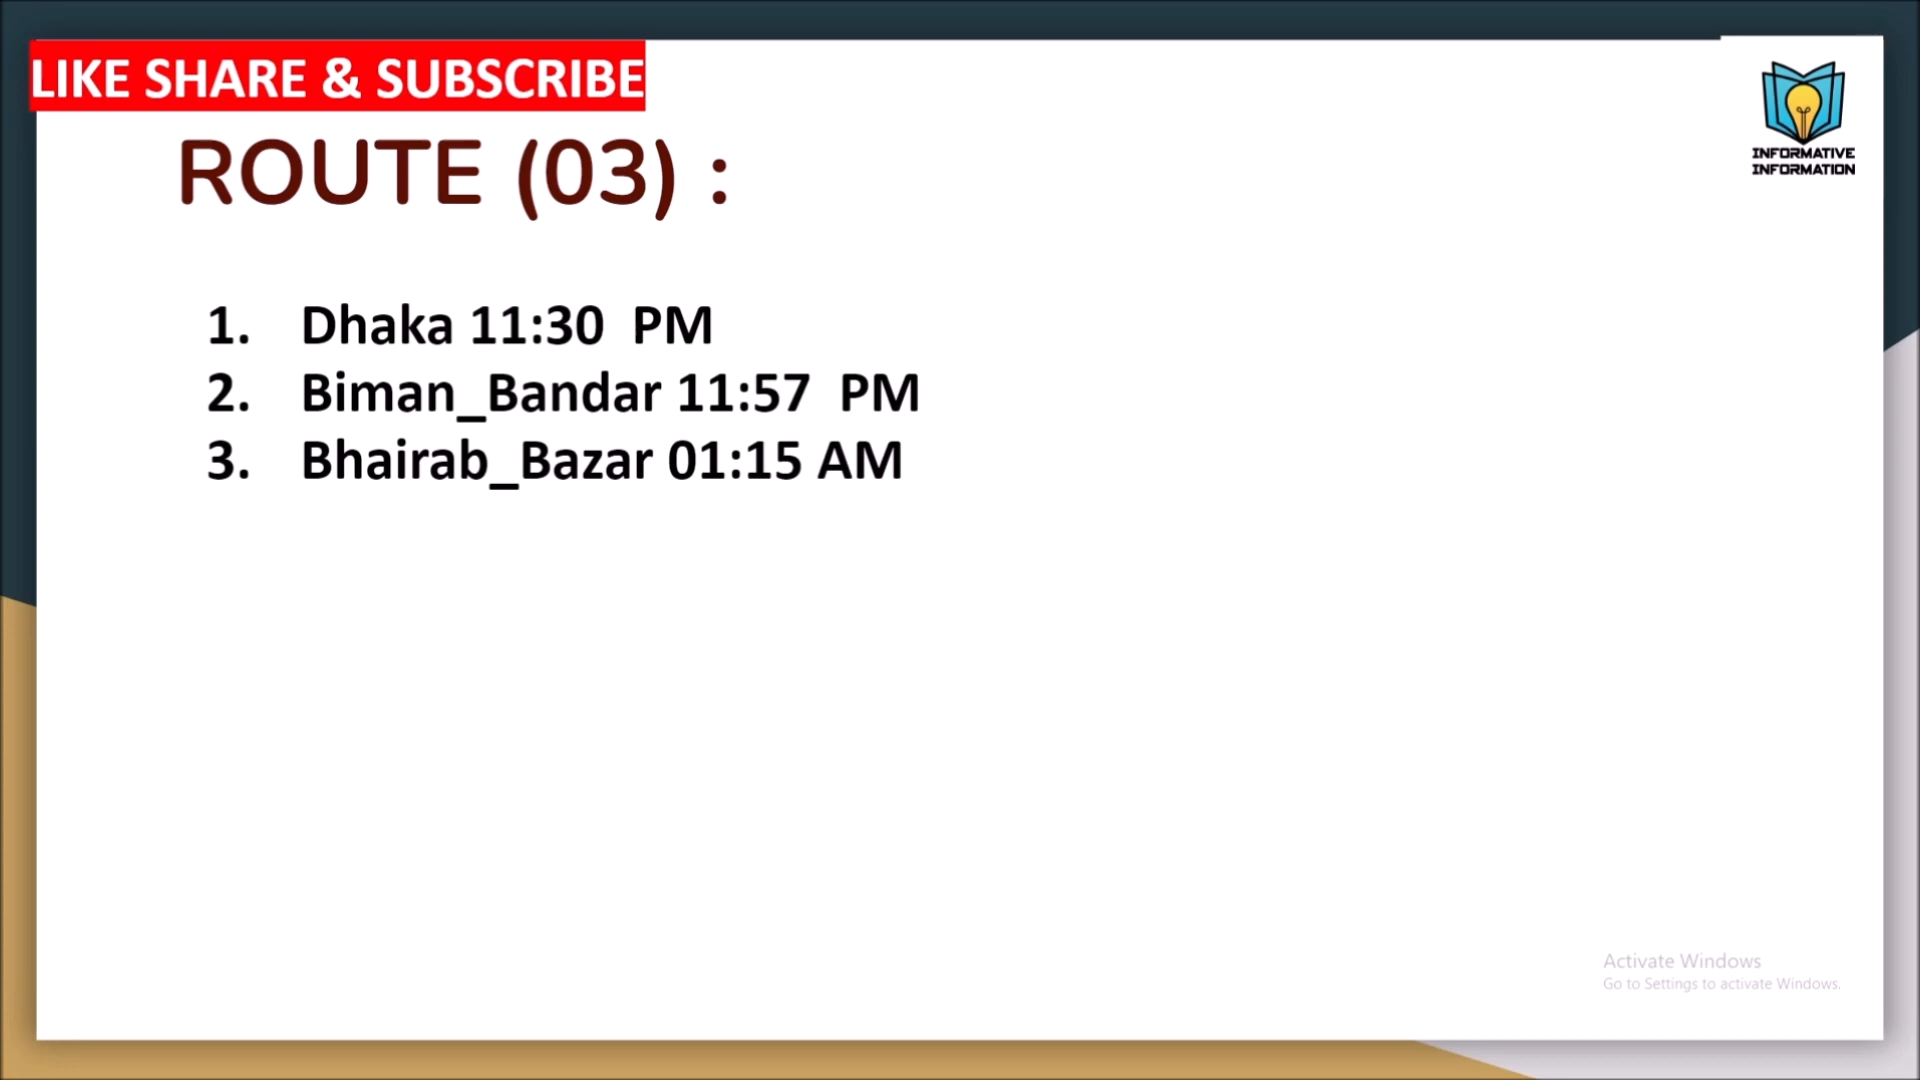 LIKE SHARE & SUBSCRIBE
INFORMATIVE
INFORMATION
ROUTE (03) :
1. Dhaka 11:30 PM
2. Biman_Bandar 11:57 PM
3. Bhairab_Bazar 01:15 AM
Activate Windows
Go to Settings to activate Windows.